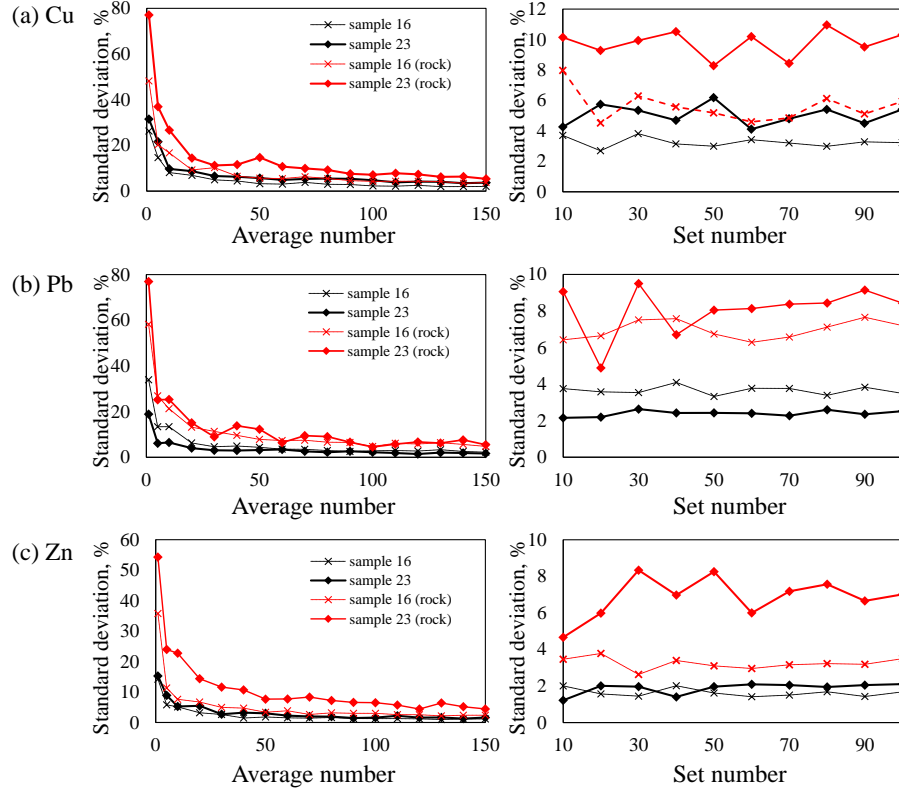 (a) Cu
Standard deviation, %
80
60
40
20
0
0 50 100 150
Average number
sample 16
sample 23
sample 16 (rock)
sample 23 (rock)
Standard deviation, %
12
10
8
6
4
2
0
10 30 50 70 90
Set number
(b) Pb
Standard deviation, %
80
60
40
20
0
0 50 100 150
Average number
sample 16
sample 23
sample 16 (rock)
sample 23 (rock)
Standard deviation, %
10
8
6
4
2
0
10 30 50 70 90
Set number
(c) Zn
Standard deviation, %
60
50
40
30
20
10
0
0 50 100 150
Average number
sample 16
sample 23
sample 16 (rock)
sample 23 (rock)
Standard deviation, %
10
8
6
4
2
0
10 30 50 70 90
Set number